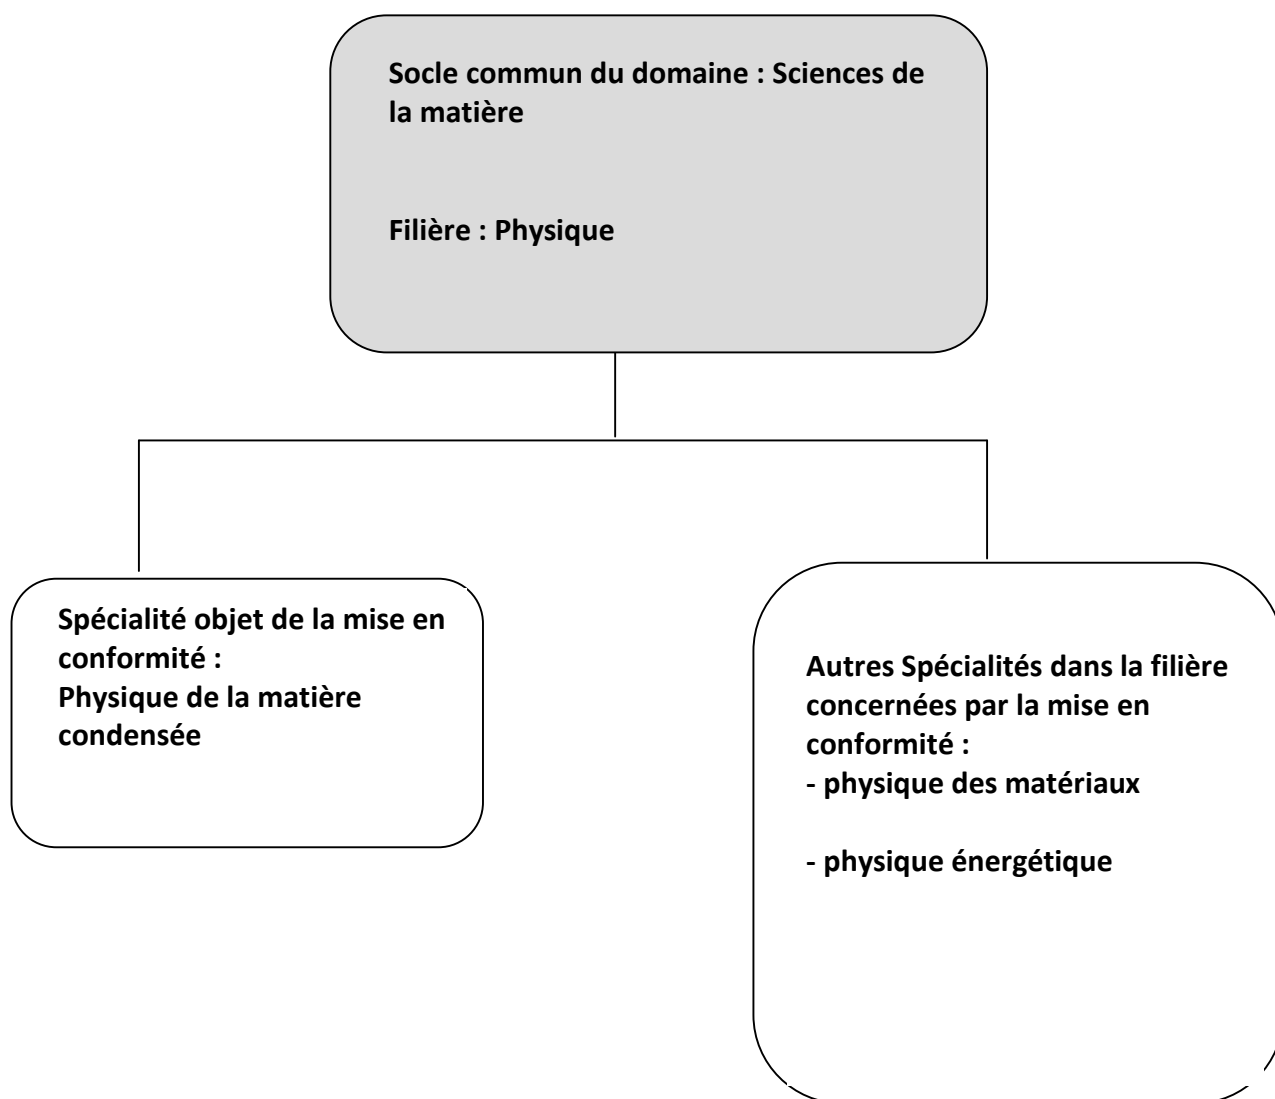 Socle commun du domaine : Sciences de
la matière
Filière : Physique
Spécialité objet de la mise en
conformité :
Physique de la matière
condensée
Autres Spécialités dans la filière
concernées par la mise en
conformité :
- physique des matériaux
- physique énergétique